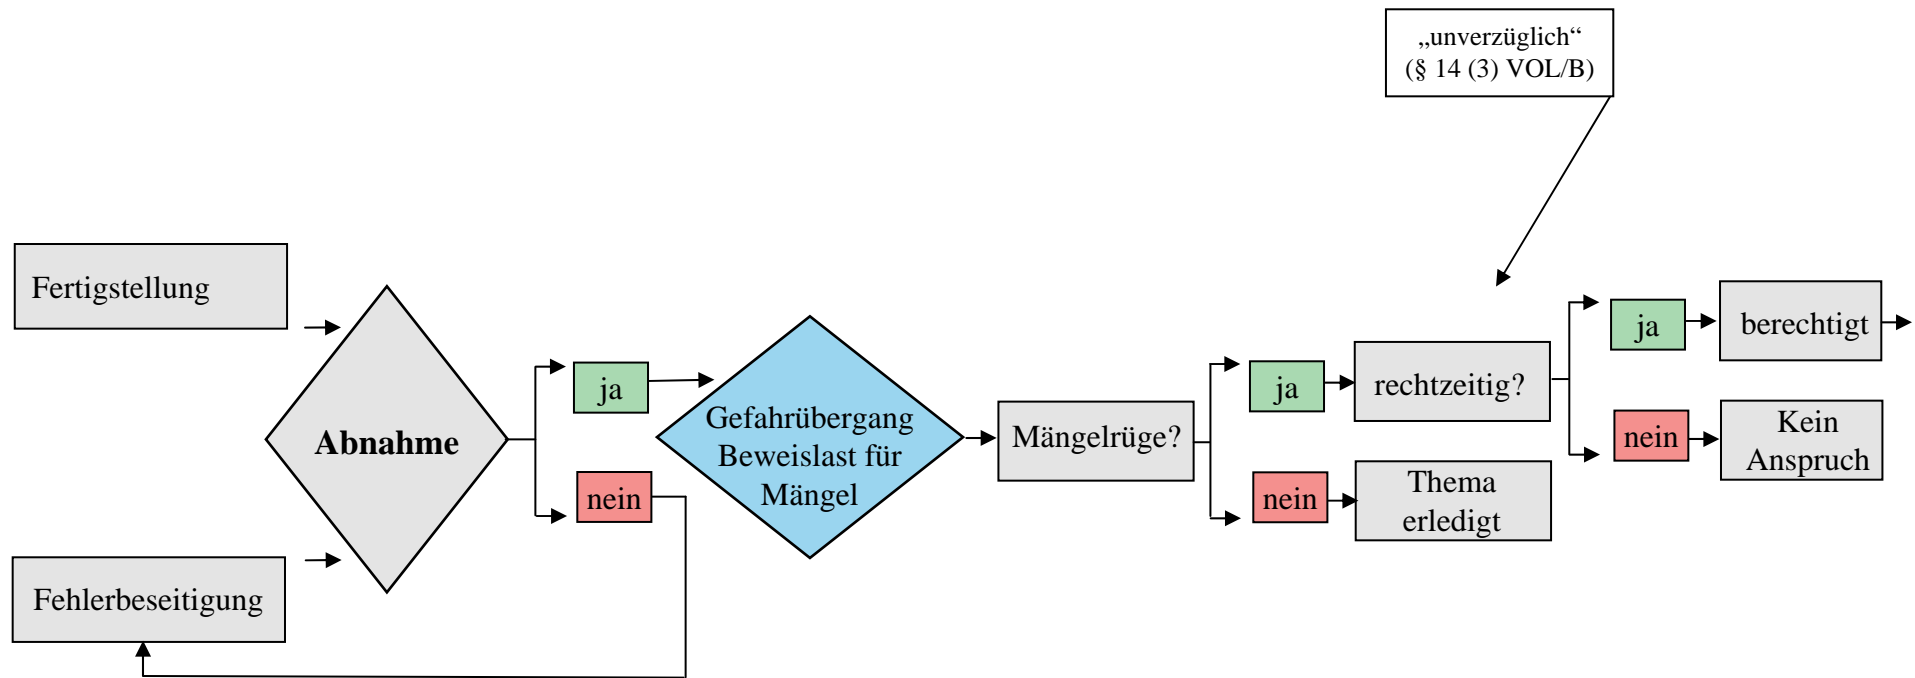 „unverzüglich“
(§ 14 (3) VOL/B)
Fertigstellung
Abnahme
Fehlerbeseitigung
ja
nein
Gefahrübergang
Beweislast für
Mängel
Mängelrüge?
ja
nein
rechtzeitig?
Thema
erledigt
ja
nein
berechtigt
Kein
Anspruch